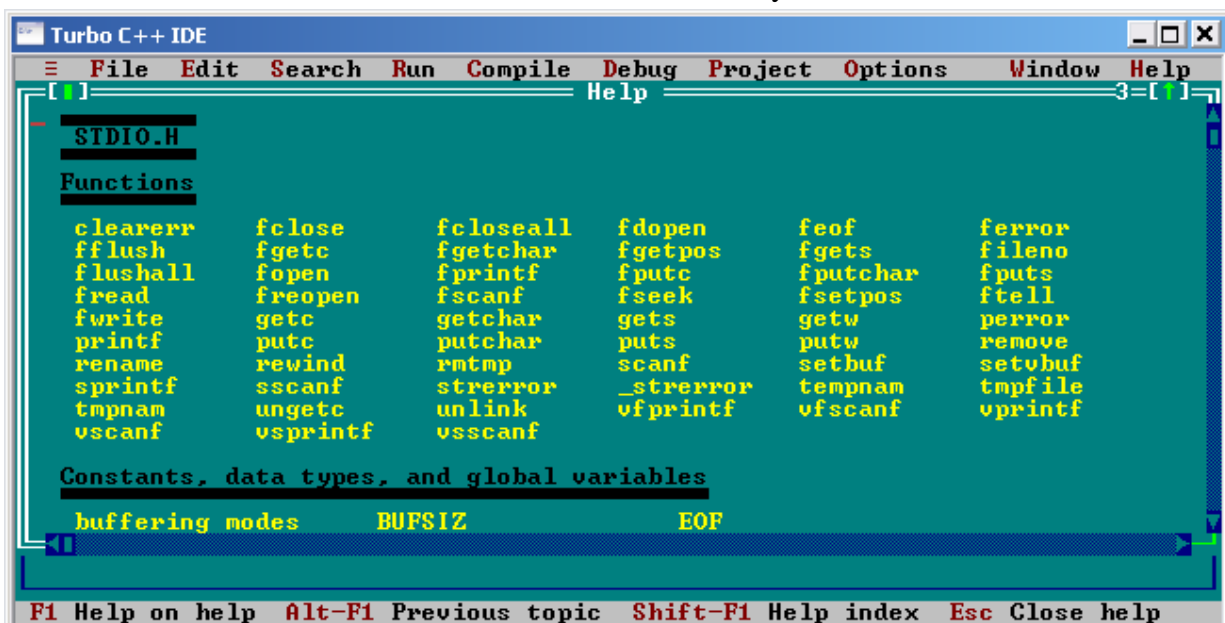 Turbo C++ IDE
≡ File Edit Search Run Compile Debug Project Options Window Help
[▮] Help 3=[↑]
STDIO.H
Functions
clearerr fclose fcloseall fdopen feof ferror
fflush fgetc fgetchar fgetpos fgets fileno
flushall fopen fprintf fputc fputchar fputs
fread freopen fscanf fseek fsetpos ftell
fwrite getc getchar gets getw perror
printf putc putchar puts putw remove
rename rewind rmtmp scanf setbuf setvbuf
sprintf sscanf strerror _strerror tempnam tmpfile
tmpnam ungetc unlink vfprintf vfscanf vprintf
vscanf vsprintf vsscanf
Constants, data types, and global variables
buffering modes BUFSIZ EOF
F1 Help on help Alt-F1 Previous topic Shift-F1 Help index Esc Close help